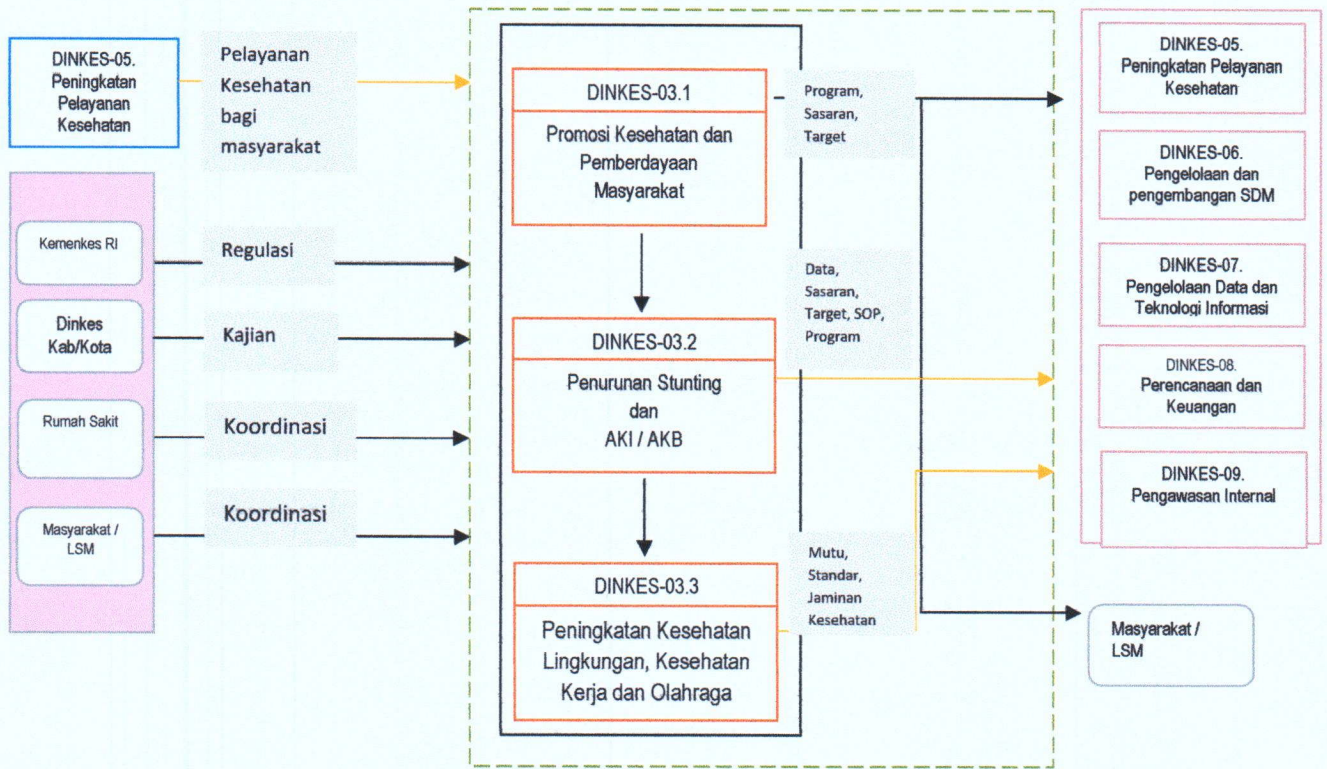 DINKES-05.
Peningkatan
Pelayanan
Kesehatan
Pelayanan
Kesehatan
bagi
masyarakat
Kemenkes RI
Dinkes
Kab/Kota
Rumah Sakit
Masyarakat /
LSM
Regulasi
Kajian
Koordinasi
Koordinasi
DINKES-03.1
Promosi Kesehatan dan
Pemberdayaan
Masyarakat
DINKES-03.2
Penurunan Stunting
dan
AKI / AKB
DINKES-03.3
Peningkatan Kesehatan
Lingkungan, Kesehatan
Kerja dan Olahraga
Program,
Sasaran,
Target
Data,
Sasaran,
Target, SOP,
Program
Mutu,
Standar,
Jaminan
Kesehatan
DINKES-05.
Peningkatan Pelayanan
Kesehatan
DINKES-06.
Pengelolaan dan
pengembangan SDM
DINKES-07.
Pengelolaan Data dan
Teknologi Informasi
DINKES-08.
Perencanaan dan
Keuangan
DINKES-09.
Pengawasan Internal
Masyarakat /
LSM